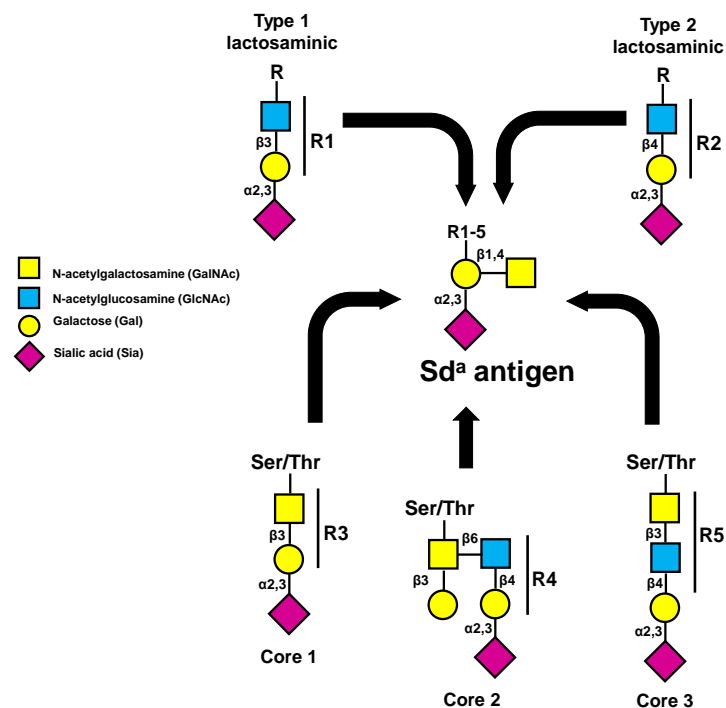 Type 1
lactosaminic
R
β3
R1
α2,3
Type 2
lactosaminic
R
β4
R2
α2,3
R1-5
β1,4
α2,3
Sdª antigen
N-acetylgalactosamine (GalNAc)
N-acetylglucosamine (GlcNAc)
Galactose (Gal)
Sialic acid (Sia)
Ser/Thr
β3
R3
α2,3
Core 1
Ser/Thr
β6
β3
β4
R4
α2,3
Core 2
Ser/Thr
β3
R5
β4
α2,3
Core 3